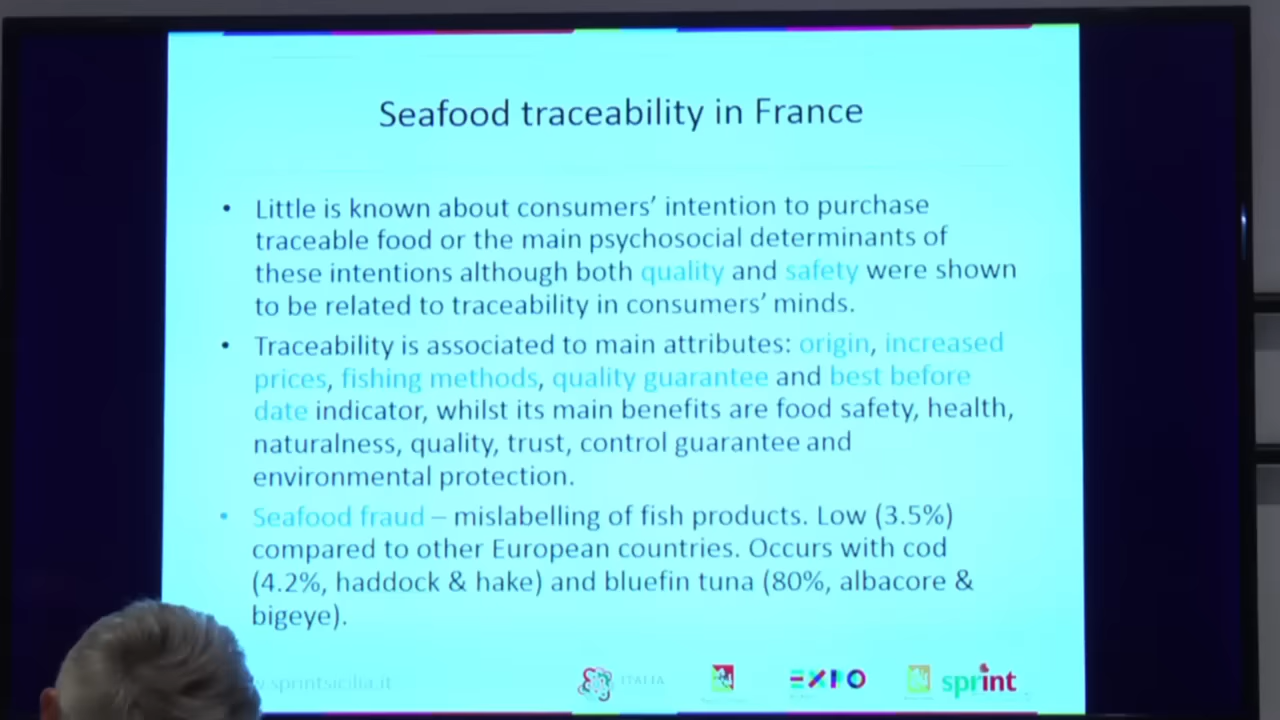 Seafood traceability in France
• Little is known about consumers’ intention to purchase
traceable food or the main psychosocial determinants of
these intentions although both quality and safety were shown
to be related to traceability in consumers’ minds.
• Traceability is associated to main attributes: origin, increased
prices, fishing methods, quality guarantee and best before
date indicator, whilst its main benefits are food safety, health,
naturalness, quality, trust, control guarantee and
environmental protection.
• Seafood fraud – mislabelling of fish products. Low (3.5%)
compared to other European countries. Occurs with cod
(4.2%, haddock & hake) and bluefin tuna (80%, albacore &
bigeye).
.sprintsicilia.it ITALIA EXPO sprint